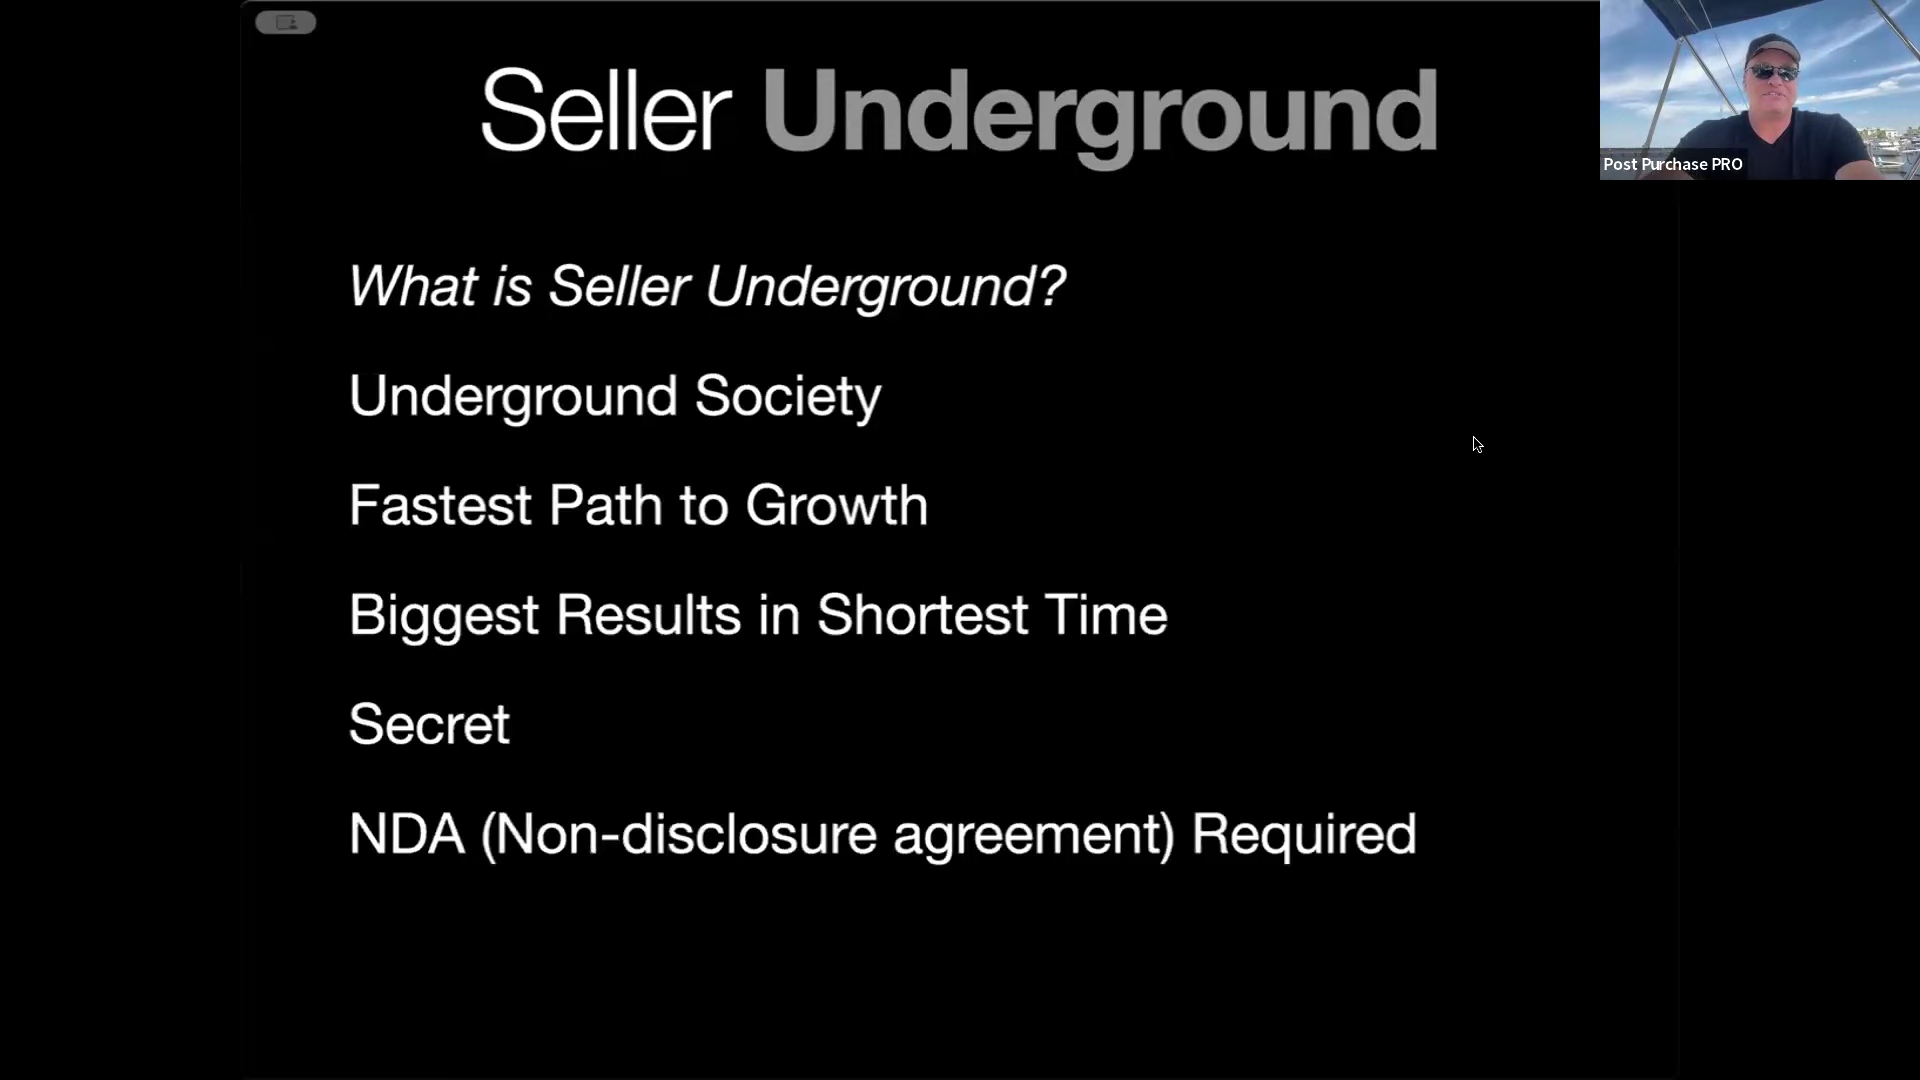 Seller Underground
Post Purchase PRO
What is Seller Underground?
Underground Society
Fastest Path to Growth
Biggest Results in Shortest Time
Secret
NDA (Non-disclosure agreement) Required